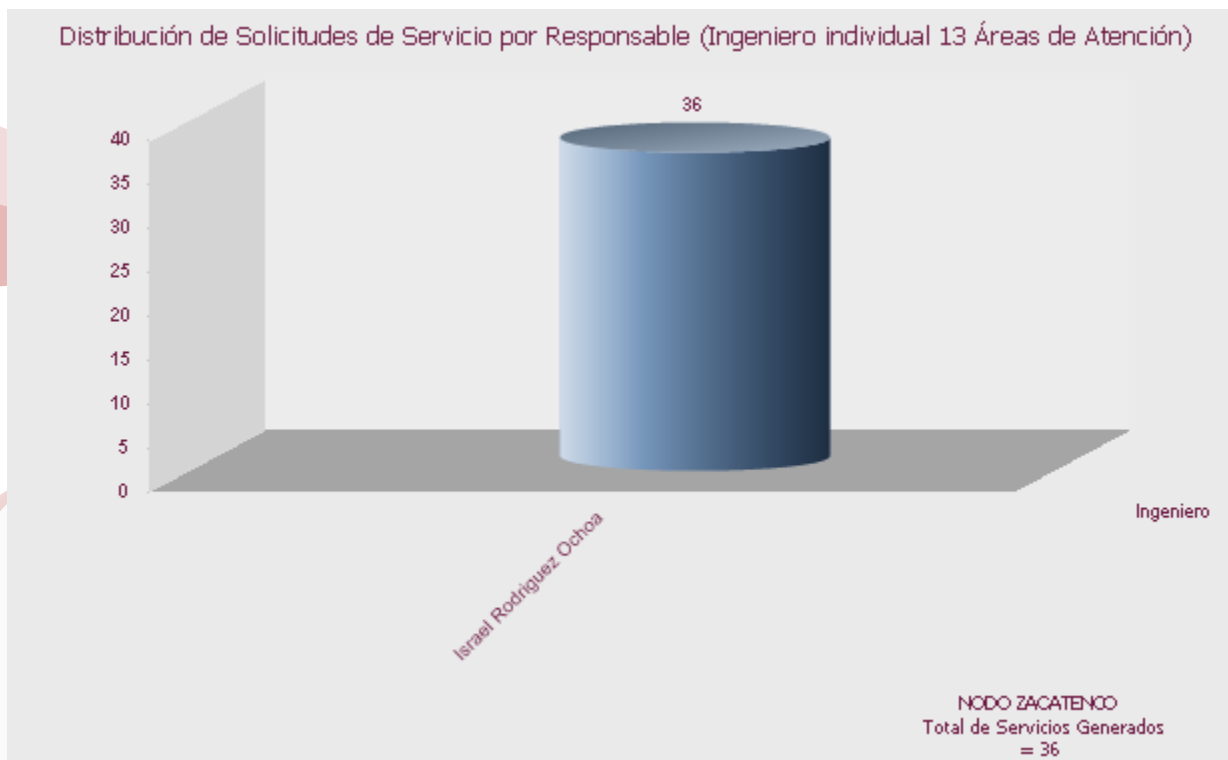 Distribución de Solicitudes de Servicio por Responsable (Ingeniero individual 13 Áreas de Atención)
36
40
35
30
25
20
15
10
5
0
Ingeniero
Israel Rodriguez Ochoa
NODO ZACATENCO
Total de Servicios Generados
= 36